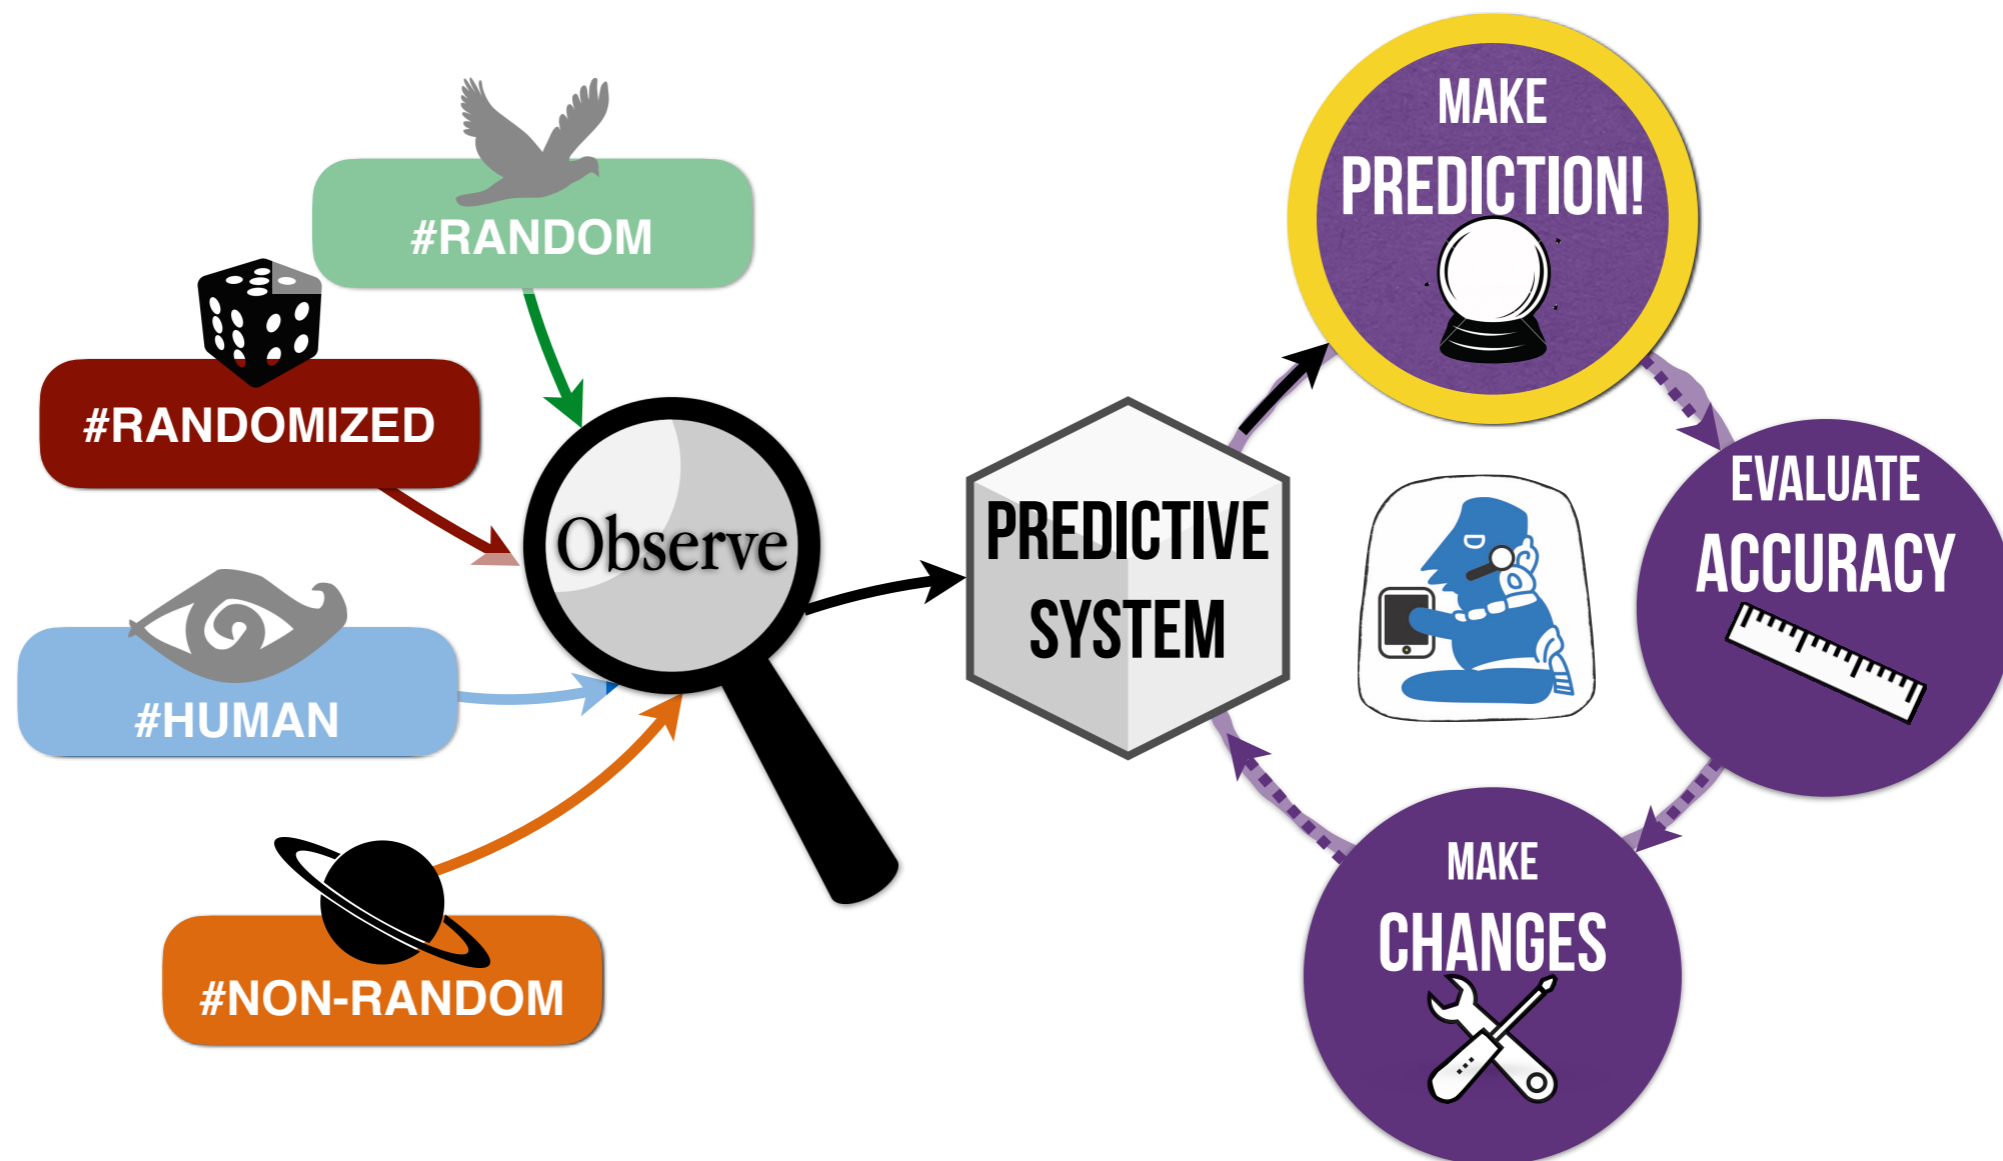 #RANDOM
#RANDOMIZED
#HUMAN
#NON-RANDOM
Observe
PREDICTIVE
SYSTEM
MAKE
PREDICTION!
EVALUATE
ACCURACY
MAKE
CHANGES